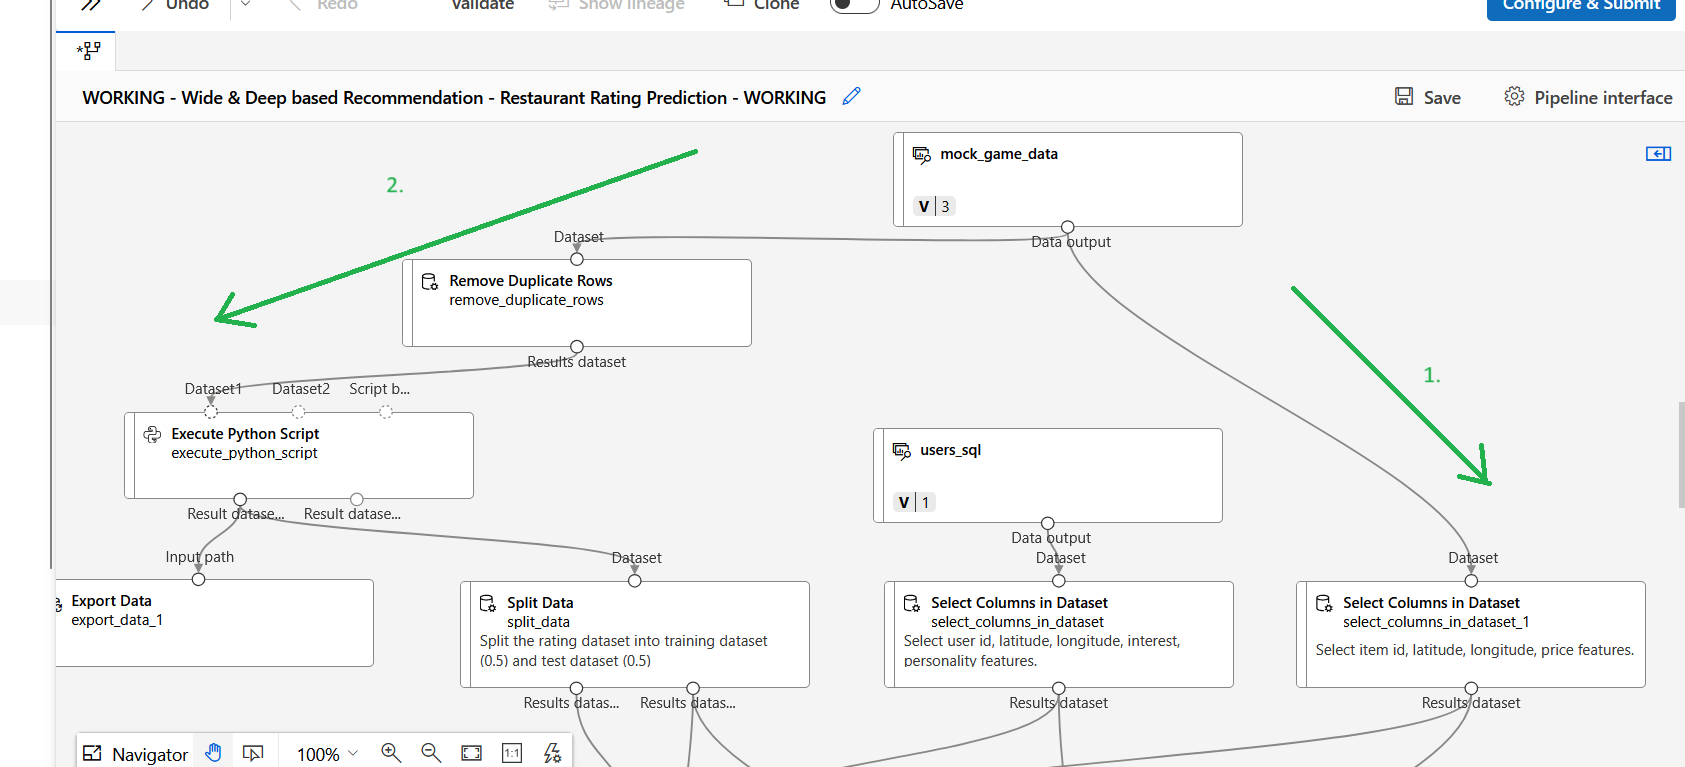 Undo
Redo
Validate
Show lineage
Clone
AutoSave
Configure & Submit
WORKING - Wide & Deep based Recommendation - Restaurant Rating Prediction - WORKING
Save
Pipeline interface
mock_game_data
V | 3
Data output
2.
Dataset
Remove Duplicate Rows
remove_duplicate_rows
Results dataset
1.
Dataset1
Dataset2
Script b...
Execute Python Script
execute_python_script
Result datase...
Result datase...
users_sql
V | 1
Data output
Input path
Dataset
Dataset
Dataset
Export Data
export_data_1
Split Data
split_data
Split the rating dataset into training dataset
(0.5) and test dataset (0.5)
Results datas...
Results datas...
Select Columns in Dataset
select_columns_in_dataset
Select user id, latitude, longitude, interest,
personality features.
Results dataset
Select Columns in Dataset
select_columns_in_dataset_1
Select item id, latitude, longitude, price features.
Results dataset
Navigator
100%
1:1